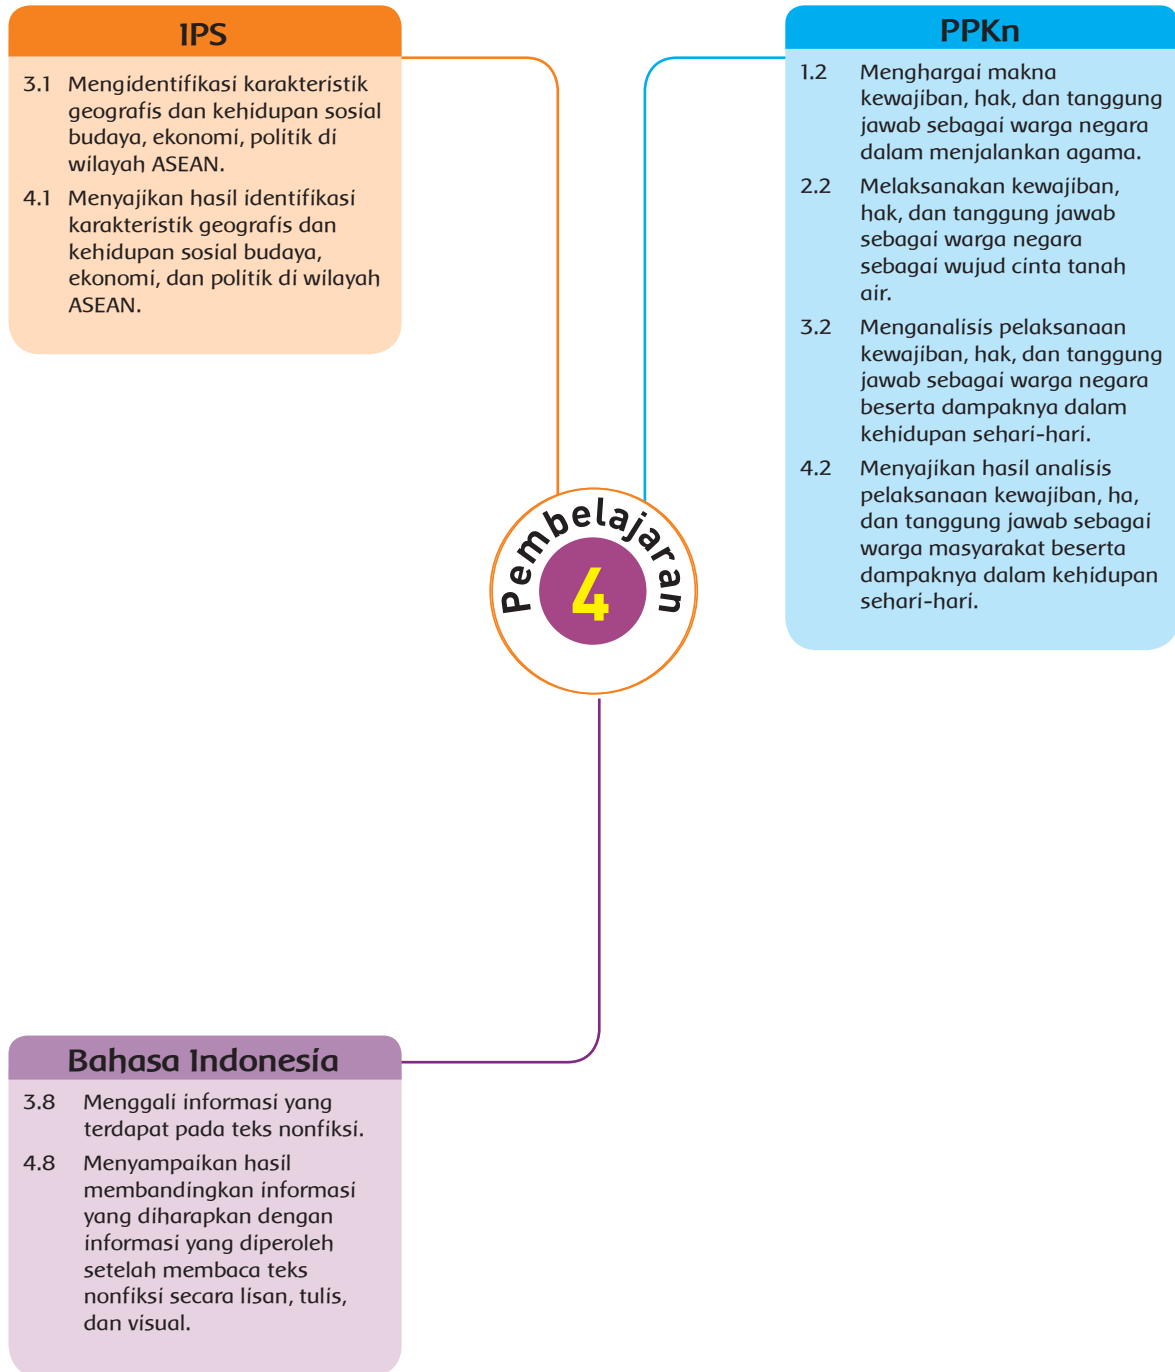 IPS
3.1 Mengidentifikasi karakteristik
geografis dan kehidupan sosial
budaya, ekonomi, politik di
wilayah ASEAN.
4.1 Menyajikan hasil identifikasi
karakteristik geografis dan
kehidupan sosial budaya,
ekonomi, dan politik di wilayah
ASEAN.
PPKn
1.2 Menghargai makna
kewajiban, hak, dan tanggung
jawab sebagai warga negara
dalam menjalankan agama.
2.2 Melaksanakan kewajiban,
hak, dan tanggung jawab
sebagai warga negara
sebagai wujud cinta tanah
air.
3.2 Menganalisis pelaksanaan
kewajiban, hak, dan tanggung
jawab sebagai warga negara
beserta dampaknya dalam
kehidupan sehari-hari.
4.2 Menyajikan hasil analisis
pelaksanaan kewajiban, ha,
dan tanggung jawab sebagai
warga masyarakat beserta
dampaknya dalam kehidupan
sehari-hari.
Pembelajaran
4
Bahasa Indonesia
3.8 Menggali informasi yang
terdapat pada teks nonfiksi.
4.8 Menyampaikan hasil
membandingkan informasi
yang diharapkan dengan
informasi yang diperoleh
setelah membaca teks
nonfiksi secara lisan, tulis,
dan visual.